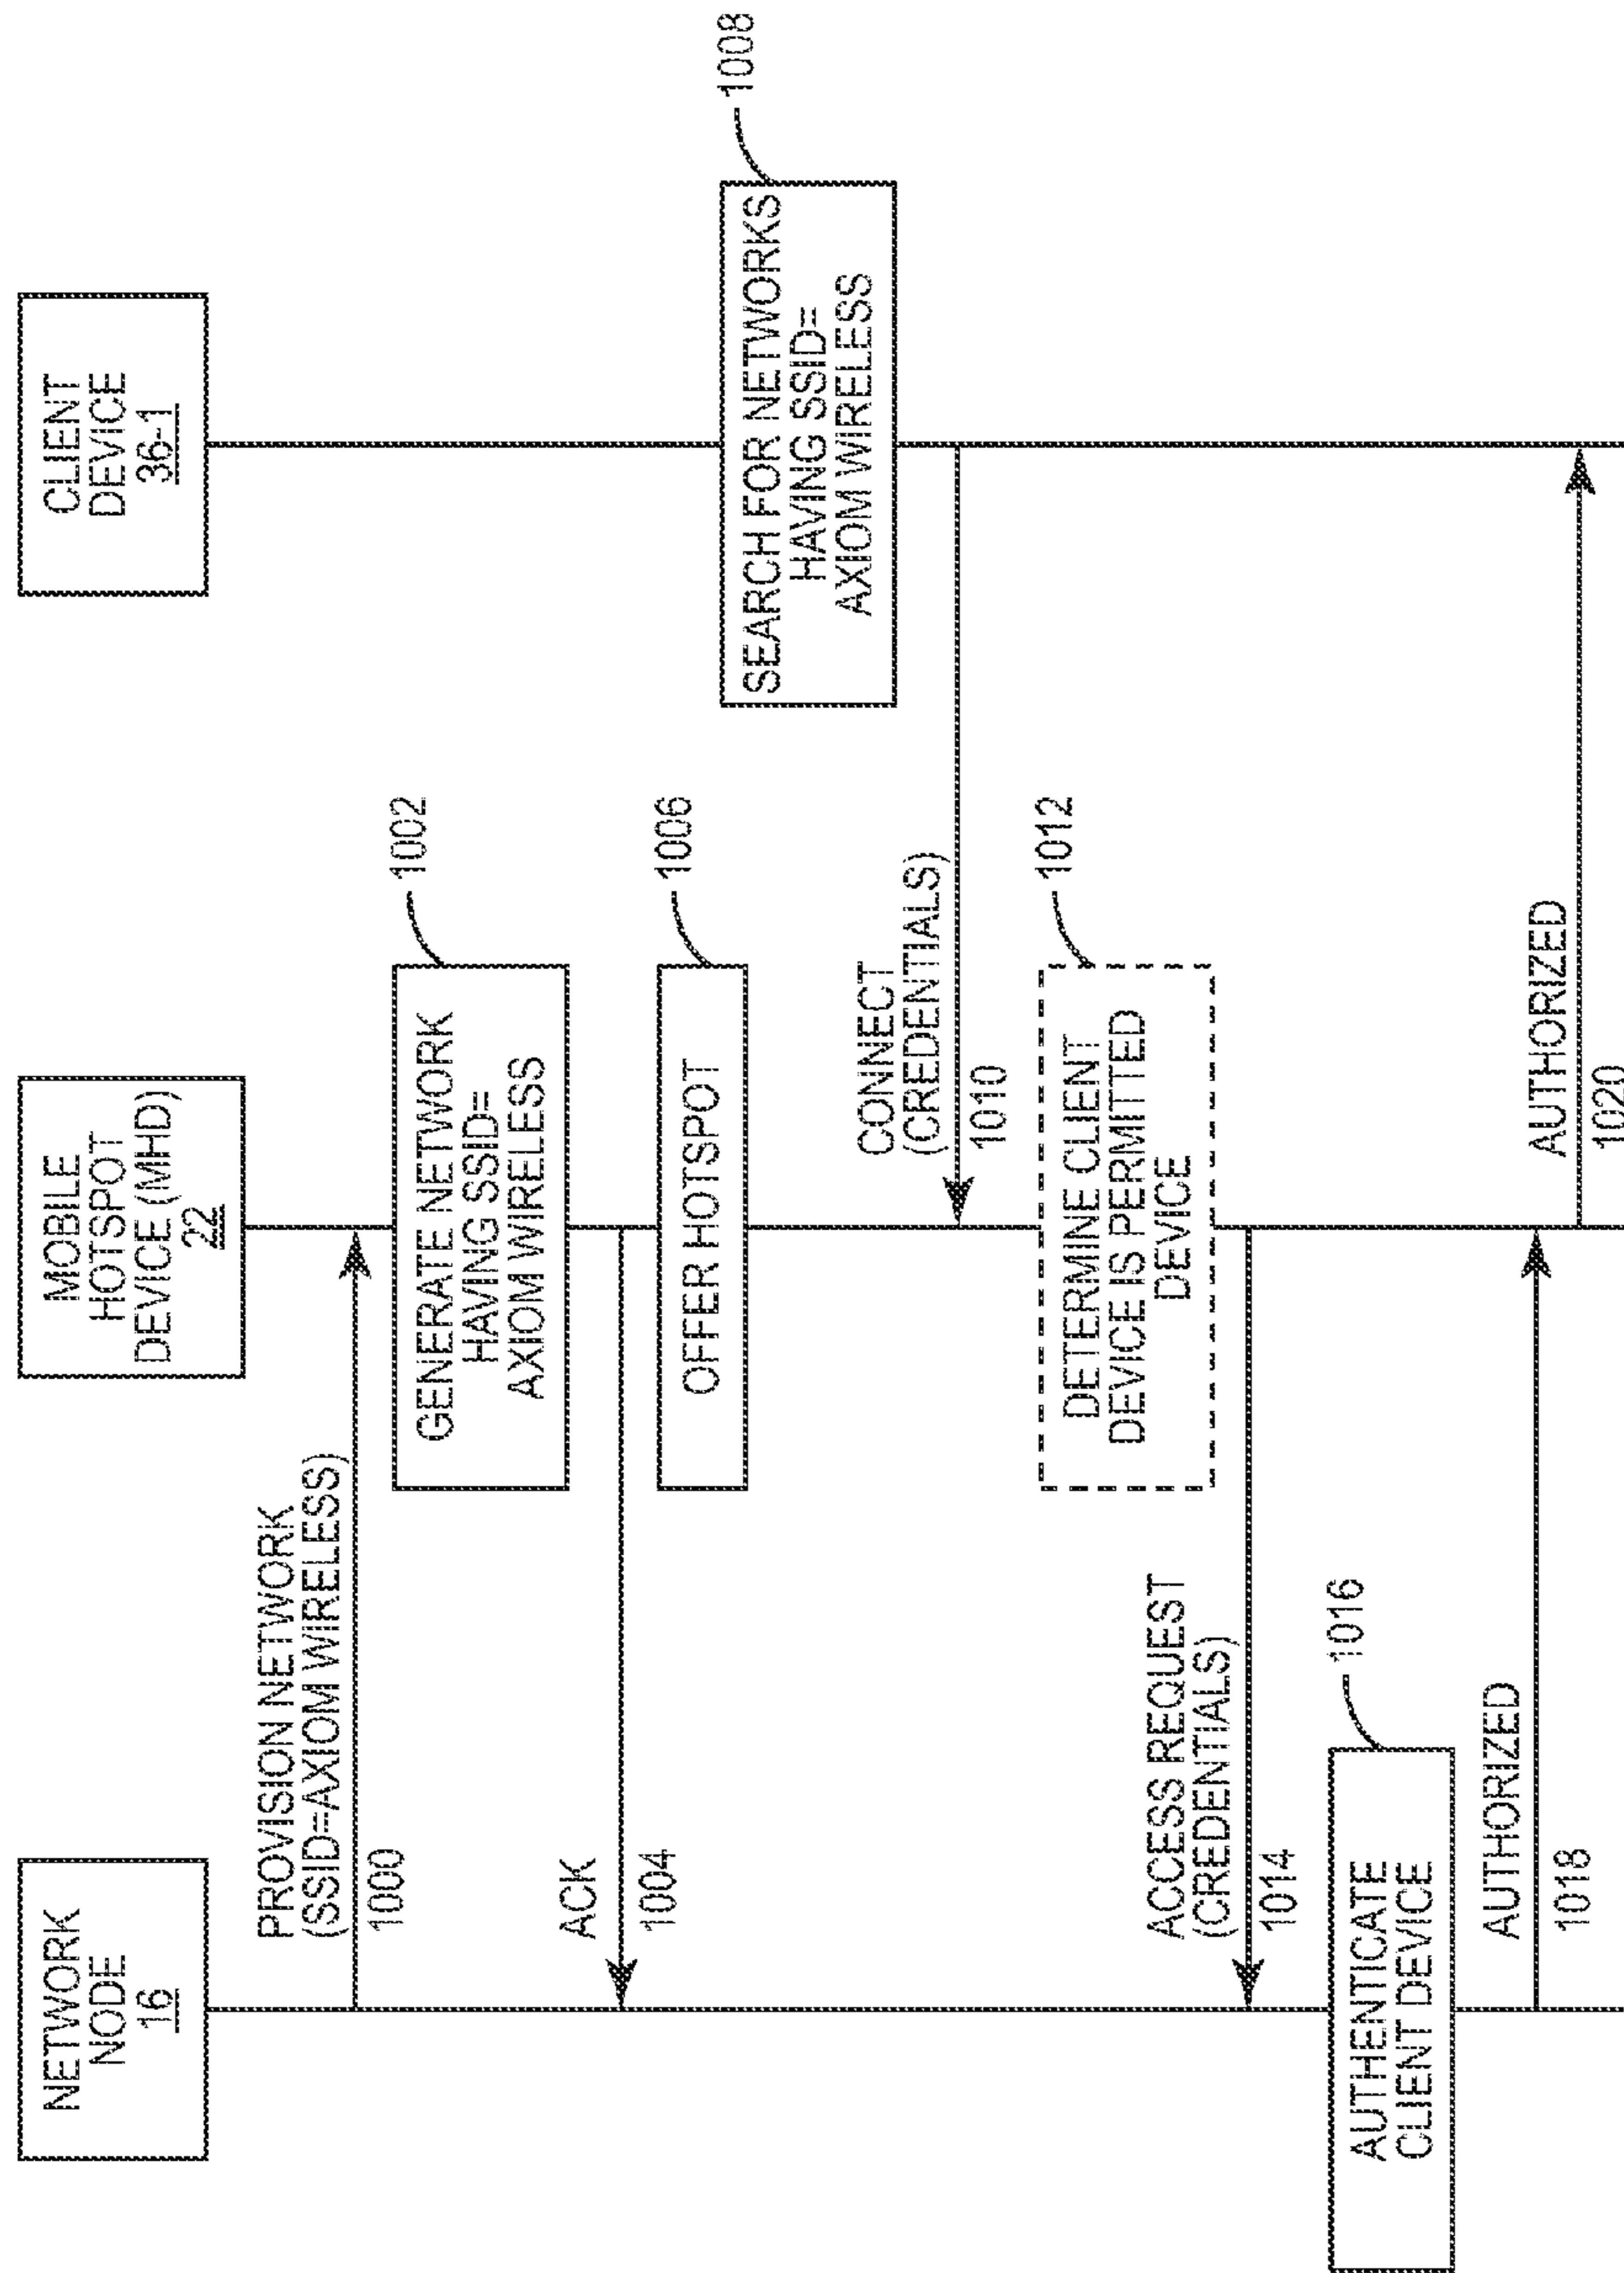 NETWORK
NODE
16
MOBILE
HOTSPOT
DEVICE (MHD)
22
CLIENT
DEVICE
36-1
PROVISION NETWORK
(SSID=AXIOM WIRELESS)
1000
GENERATE NETWORK
HAVING SSID=
AXIOM WIRELESS
1002
ACK
1004
OFFER HOTSPOT
1006
SEARCH FOR NETWORKS
HAVING SSID=
AXIOM WIRELESS
1008
CONNECT
(CREDENTIALS)
1010
DETERMINE CLIENT
DEVICE IS PERMITTED
DEVICE
1012
ACCESS REQUEST
(CREDENTIALS)
1014
AUTHENTICATE
CLIENT DEVICE
1016
AUTHORIZED
1018
AUTHORIZED
1020